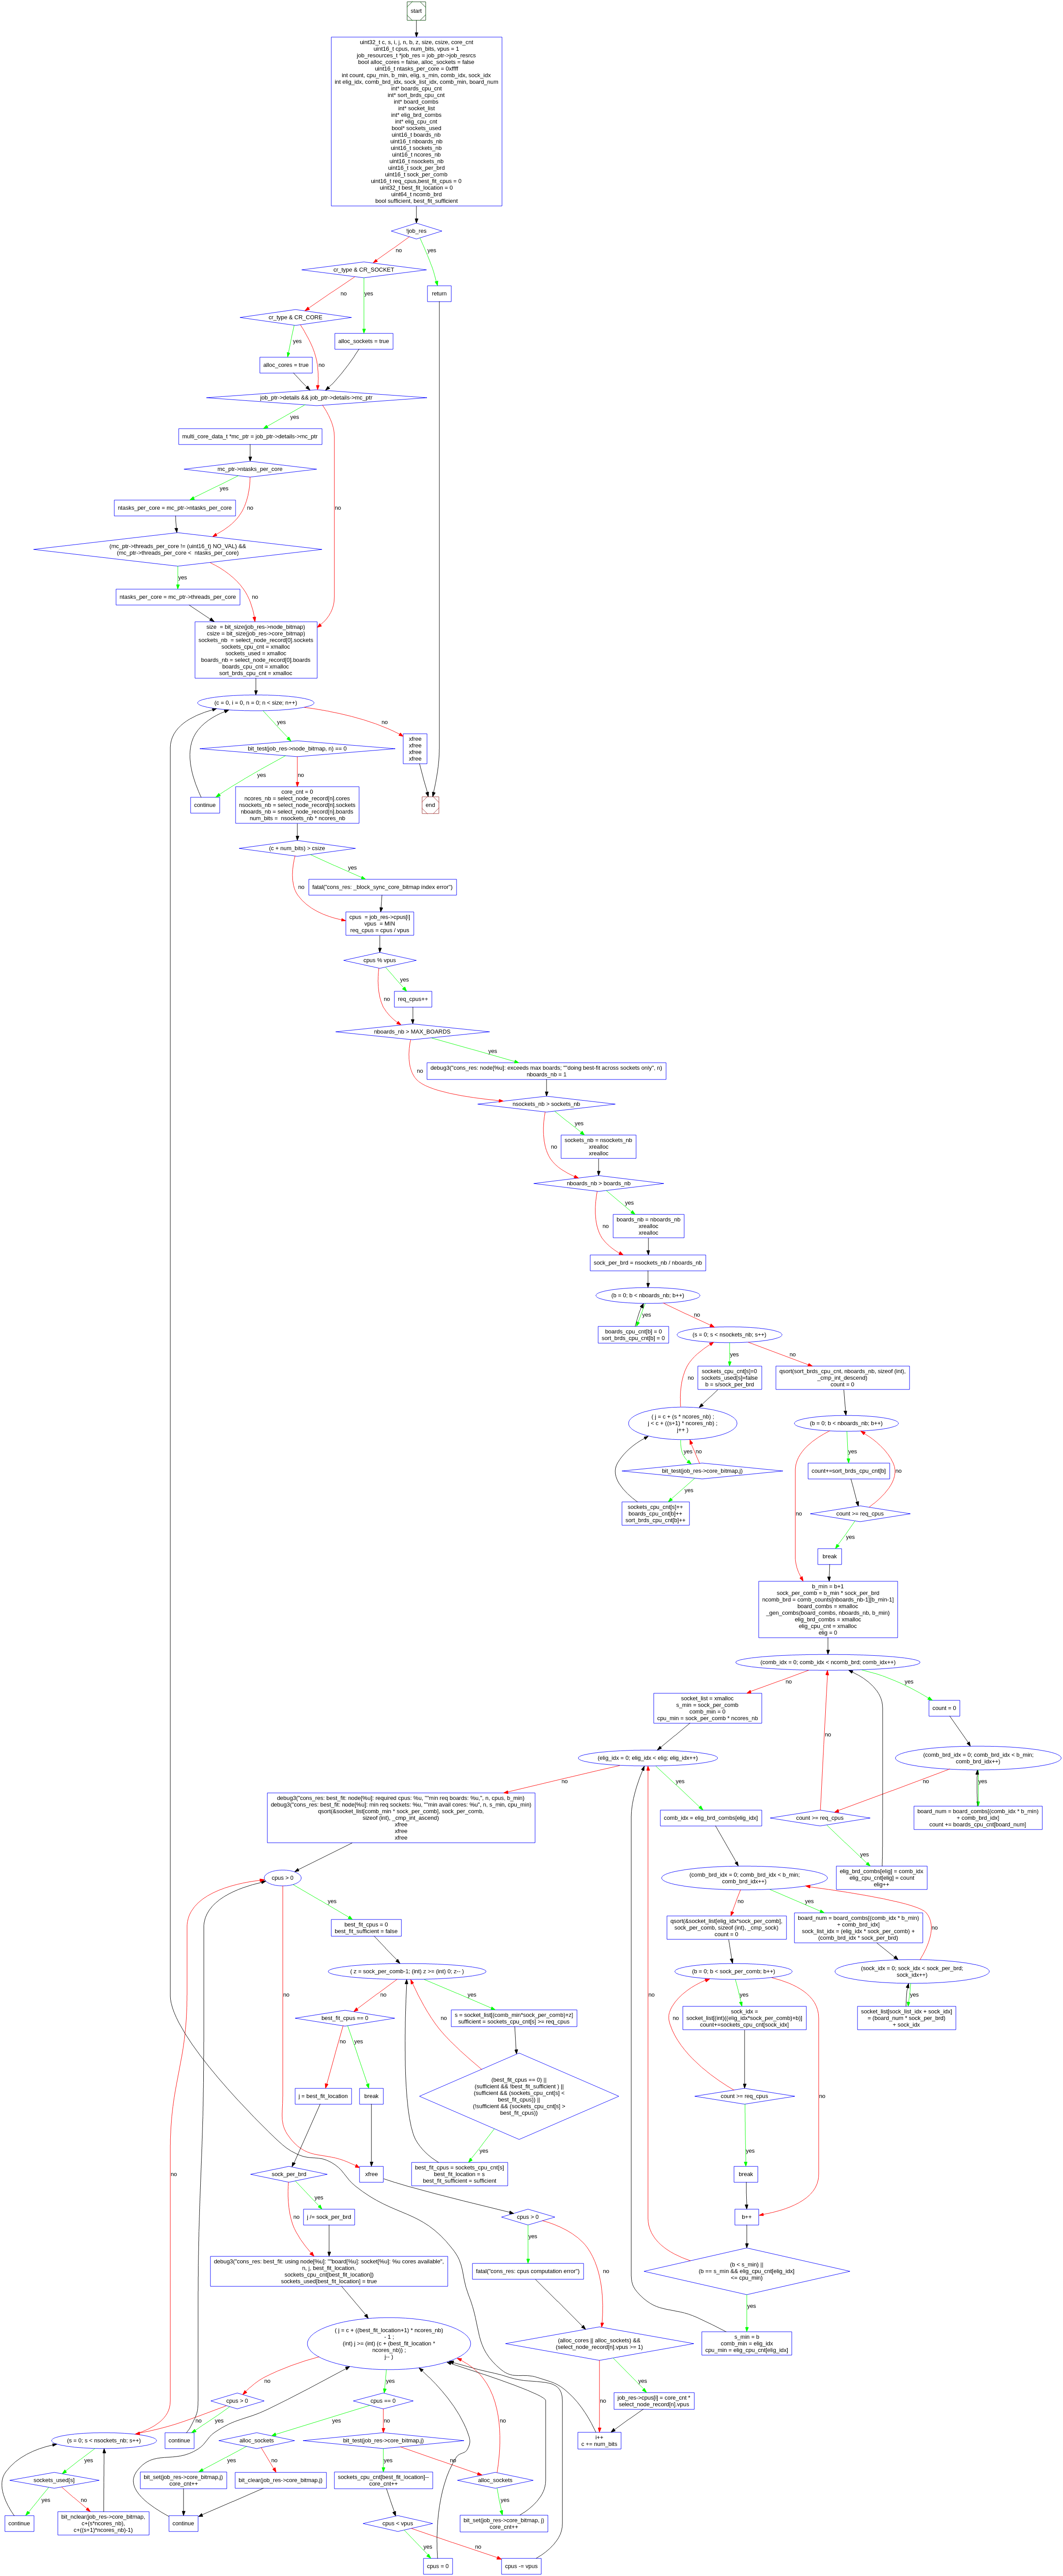 start
uint32_t c, s, i, j, n, b, z, size, csize, core_cnt
uint16_t cpus, num_bits, vpus = 1
job_resources_t *job_res = job_ptr->job_resrcs
bool alloc_cores = false, alloc_sockets = false
uint16_t ntasks_per_core = 0xffff
int count, cpu_min, b_min, elig, s_min, comb_idx, sock_idx
int elig_idx, comb_brd_idx, sock_list_idx, comb_min, board_num
int* boards_cpu_cnt
int* sort_brds_cpu_cnt
int* board_combs
int* socket_list
int* elig_brd_combs
int* elig_cpu_cnt
bool* sockets_used
uint16_t boards_nb
uint16_t nboards_nb
uint16_t sockets_nb
uint16_t ncores_nb
uint16_t nsockets_nb
uint16_t sock_per_brd
uint16_t sock_per_comb
uint16_t req_cpus,best_fit_cpus = 0
uint32_t best_fit_location = 0
uint64_t ncomb_brd
bool sufficient, best_fit_sufficient
!job_res
no
yes
cr_type & CR_SOCKET
return
no
yes
cr_type & CR_CORE
alloc_sockets = true
yes
no
alloc_cores = true
job_ptr->details && job_ptr->details->mc_ptr
yes
no
multi_core_data_t *mc_ptr = job_ptr->details->mc_ptr
mc_ptr->ntasks_per_core
yes
no
ntasks_per_core = mc_ptr->ntasks_per_core
(mc_ptr->threads_per_core != (uint16_t) NO_VAL) &&
(mc_ptr->threads_per_core <  ntasks_per_core)
yes
no
ntasks_per_core = mc_ptr->threads_per_core
size  = bit_size(job_res->node_bitmap)
csize = bit_size(job_res->core_bitmap)
sockets_nb  = select_node_record[0].sockets
sockets_cpu_cnt = xmalloc
sockets_used = xmalloc
boards_nb = select_node_record[0].boards
boards_cpu_cnt = xmalloc
sort_brds_cpu_cnt = xmalloc
(c = 0, i = 0, n = 0; n < size; n++)
yes
no
bit_test(job_res->node_bitmap, n) == 0
xfree
xfree
xfree
xfree
yes
no
continue
core_cnt = 0
ncores_nb = select_node_record[n].cores
nsockets_nb = select_node_record[n].sockets
nboards_nb = select_node_record[n].boards
num_bits =  nsockets_nb * ncores_nb
end
(c + num_bits) > csize
yes
no
fatal("cons_res: _block_sync_core_bitmap index error")
cpus  = job_res->cpus[i]
vpus  = MIN
req_cpus = cpus / vpus
cpus % vpus
yes
no
req_cpus++
nboards_nb > MAX_BOARDS
yes
no
debug3("cons_res: node[%u]: exceeds max boards; ""doing best-fit across sockets only", n)
nboards_nb = 1
nsockets_nb > sockets_nb
yes
no
sockets_nb = nsockets_nb
xrealloc
xrealloc
nboards_nb > boards_nb
yes
no
boards_nb = nboards_nb
xrealloc
xrealloc
sock_per_brd = nsockets_nb / nboards_nb
(b = 0; b < nboards_nb; b++)
yes
no
boards_cpu_cnt[b] = 0
sort_brds_cpu_cnt[b] = 0
(s = 0; s < nsockets_nb; s++)
yes
no
no
sockets_cpu_cnt[s]=0
sockets_used[s]=false
b = s/sock_per_brd
qsort(sort_brds_cpu_cnt, nboards_nb, sizeof (int),
_cmp_int_descend)
count = 0
( j = c + (s * ncores_nb) ;
j < c + ((s+1) * ncores_nb) ;
j++ )
(b = 0; b < nboards_nb; b++)
yes
no
yes
no
bit_test(job_res->core_bitmap,j)
count+=sort_brds_cpu_cnt[b]
yes
sockets_cpu_cnt[s]++
boards_cpu_cnt[b]++
sort_brds_cpu_cnt[b]++
count >= req_cpus
no
yes
break
b_min = b+1
sock_per_comb = b_min * sock_per_brd
ncomb_brd = comb_counts[nboards_nb-1][b_min-1]
board_combs = xmalloc
_gen_combs(board_combs, nboards_nb, b_min)
elig_brd_combs = xmalloc
elig_cpu_cnt = xmalloc
elig = 0
(comb_idx = 0; comb_idx < ncomb_brd; comb_idx++)
no
yes
socket_list = xmalloc
s_min = sock_per_comb
comb_min = 0
cpu_min = sock_per_comb * ncores_nb
count = 0
no
(elig_idx = 0; elig_idx < elig; elig_idx++)
(comb_brd_idx = 0; comb_brd_idx < b_min;
comb_brd_idx++)
no
yes
no
yes
debug3("cons_res: best_fit: node[%u]: required cpus: %u, ""min req boards: %u,", n, cpus, b_min)
debug3("cons_res: best_fit: node[%u]: min req sockets: %u, ""min avail cores: %u", n, s_min, cpu_min)
qsort(&socket_list[comb_min * sock_per_comb], sock_per_comb,
sizeof (int), _cmp_int_ascend)
xfree
xfree
xfree
comb_idx = elig_brd_combs[elig_idx]
count >= req_cpus
board_num = board_combs[(comb_idx * b_min)
+ comb_brd_idx]
count += boards_cpu_cnt[board_num]
yes
cpus > 0
(comb_brd_idx = 0; comb_brd_idx < b_min;
comb_brd_idx++)
elig_brd_combs[elig] = comb_idx
elig_cpu_cnt[elig] = count
elig++
yes
no
yes
no
best_fit_cpus = 0
best_fit_sufficient = false
qsort(&socket_list[elig_idx*sock_per_comb],
sock_per_comb, sizeof (int), _cmp_sock)
count = 0
board_num = board_combs[(comb_idx * b_min)
+ comb_brd_idx]
sock_list_idx = (elig_idx * sock_per_comb) +
(comb_brd_idx * sock_per_brd)
no
( z = sock_per_comb-1; (int) z >= (int) 0; z-- )
(b = 0; b < sock_per_comb; b++)
(sock_idx = 0; sock_idx < sock_per_brd;
sock_idx++)
no
yes
no
yes
yes
best_fit_cpus == 0
s = socket_list[(comb_min*sock_per_comb)+z]
sufficient = sockets_cpu_cnt[s] >= req_cpus
no
sock_idx =
socket_list[(int)((elig_idx*sock_per_comb)+b)]
count+=sockets_cpu_cnt[sock_idx]
socket_list[sock_list_idx + sock_idx]
= (board_num * sock_per_brd)
+ sock_idx
no
no
yes
j = best_fit_location
break
(best_fit_cpus == 0) ||
(sufficient && !best_fit_sufficient ) ||
(sufficient && (sockets_cpu_cnt[s] <
best_fit_cpus)) ||
(!sufficient && (sockets_cpu_cnt[s] >
best_fit_cpus))
count >= req_cpus
no
yes
yes
sock_per_brd
xfree
best_fit_cpus = sockets_cpu_cnt[s]
best_fit_location = s
best_fit_sufficient = sufficient
break
yes
no
j /= sock_per_brd
cpus > 0
b++
yes
no
debug3("cons_res: best_fit: using node[%u]: ""board[%u]: socket[%u]: %u cores available",
n, j, best_fit_location,
sockets_cpu_cnt[best_fit_location])
sockets_used[best_fit_location] = true
fatal("cons_res: cpus computation error")
(b < s_min) ||
(b == s_min && elig_cpu_cnt[elig_idx]
<= cpu_min)
yes
( j = c + ((best_fit_location+1) * ncores_nb)
- 1 ;
(int) j >= (int) (c + (best_fit_location *
ncores_nb)) ;
j-- )
(alloc_cores || alloc_sockets) &&
(select_node_record[n].vpus >= 1)
s_min = b
comb_min = elig_idx
cpu_min = elig_cpu_cnt[elig_idx]
no
yes
no
yes
cpus > 0
cpus == 0
job_res->cpus[i] = core_cnt *
select_node_record[n].vpus
no
no
yes
yes
no
no
(s = 0; s < nsockets_nb; s++)
continue
alloc_sockets
bit_test(job_res->core_bitmap,j)
i++
c += num_bits
yes
yes
no
yes
no
sockets_used[s]
bit_set(job_res->core_bitmap,j)
core_cnt++
bit_clear(job_res->core_bitmap,j)
sockets_cpu_cnt[best_fit_location]--
core_cnt++
alloc_sockets
yes
no
yes
continue
bit_nclear(job_res->core_bitmap,
c+(s*ncores_nb),
c+((s+1)*ncores_nb)-1)
continue
cpus < vpus
bit_set(job_res->core_bitmap, j)
core_cnt++
yes
no
cpus = 0
cpus -= vpus